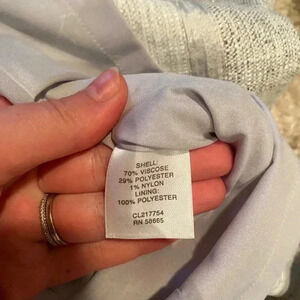 SHELL:
70% VISCOSE
29% POLYESTER
1% NYLON
LINING:
100% POLYESTER
CL217754
RN 58665